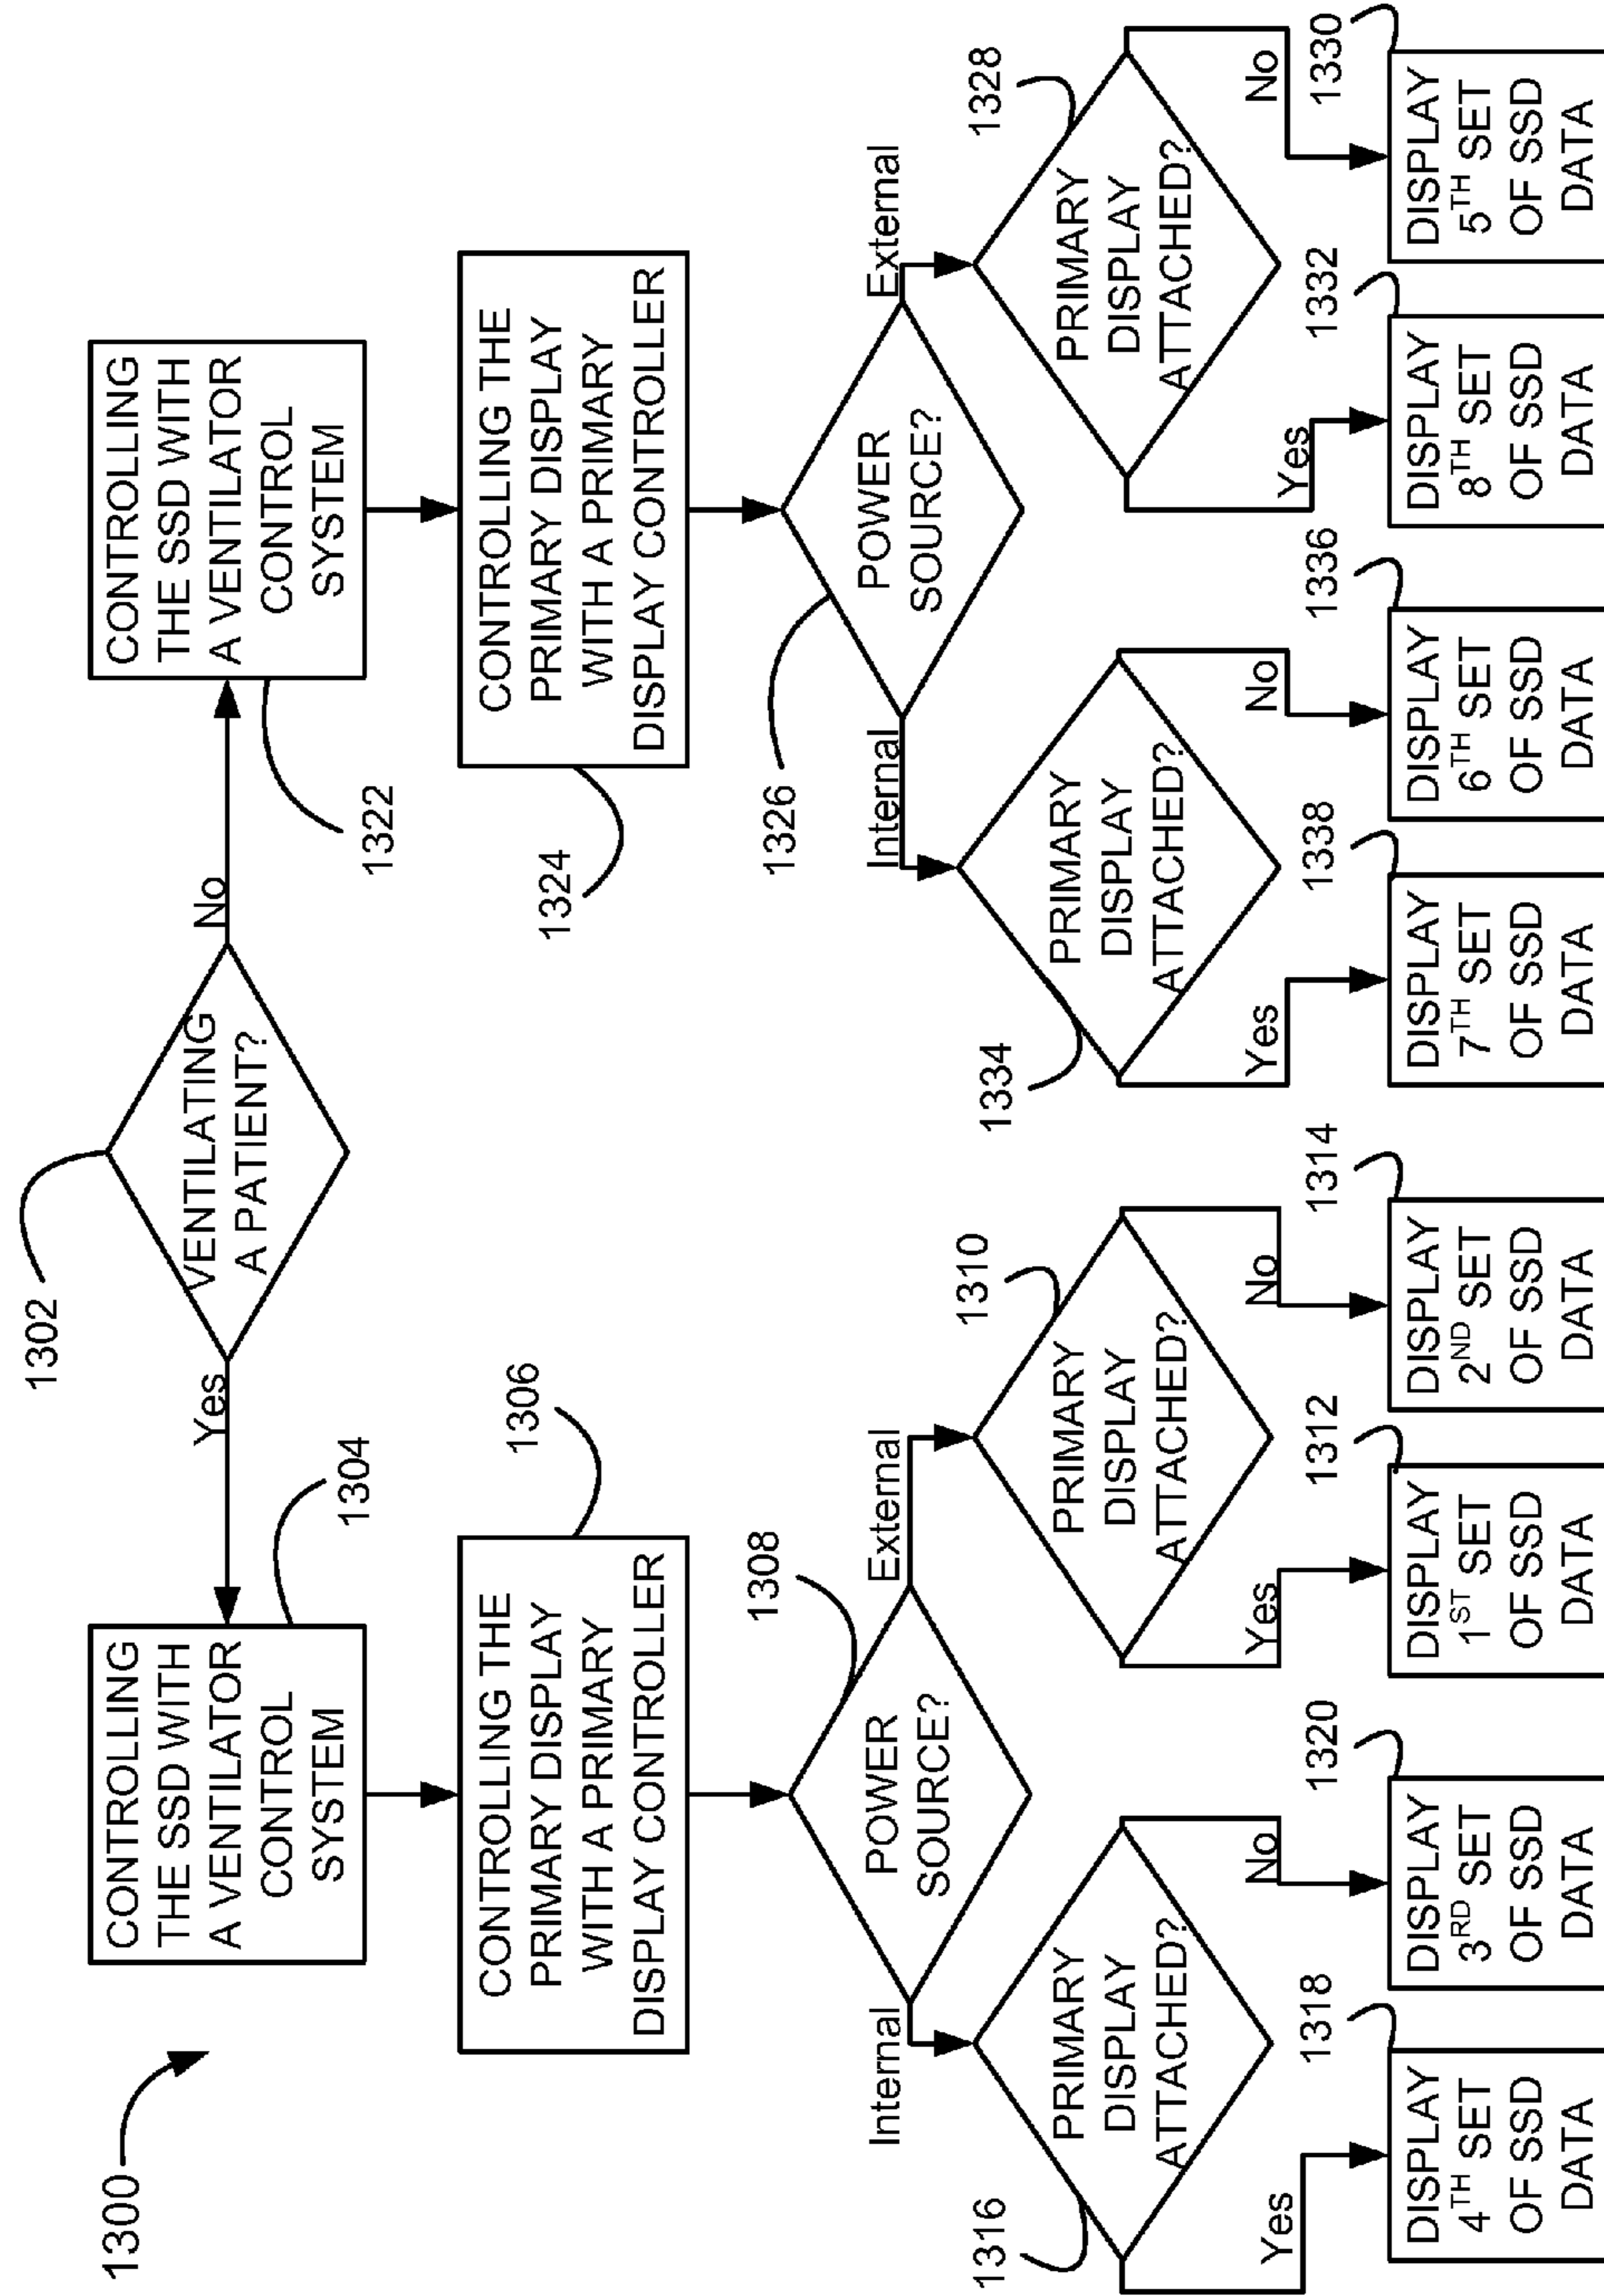 1300
1302
VENTILATING
A PATIENT?
Yes
No
1304
CONTROLLING
THE SSD WITH
A VENTILATOR
CONTROL
SYSTEM
1322
CONTROLLING
THE SSD WITH
A VENTILATOR
CONTROL
SYSTEM
1306
CONTROLLING THE
PRIMARY DISPLAY
WITH A PRIMARY
DISPLAY CONTROLLER
1324
CONTROLLING THE
PRIMARY DISPLAY
WITH A PRIMARY
DISPLAY CONTROLLER
1308
POWER
SOURCE?
Internal
External
1326
POWER
SOURCE?
Internal
External
1316
PRIMARY
DISPLAY
ATTACHED?
Yes
No
1310
PRIMARY
DISPLAY
ATTACHED?
Yes
No
1334
PRIMARY
DISPLAY
ATTACHED?
Yes
No
1328
PRIMARY
DISPLAY
ATTACHED?
Yes
No
1318
DISPLAY
4TH SET
OF SSD
DATA
1320
DISPLAY
3RD SET
OF SSD
DATA
1312
DISPLAY
1ST SET
OF SSD
DATA
1314
DISPLAY
2ND SET
OF SSD
DATA
1338
DISPLAY
7TH SET
OF SSD
DATA
1336
DISPLAY
6TH SET
OF SSD
DATA
1332
DISPLAY
8TH SET
OF SSD
DATA
1330
DISPLAY
5TH SET
OF SSD
DATA